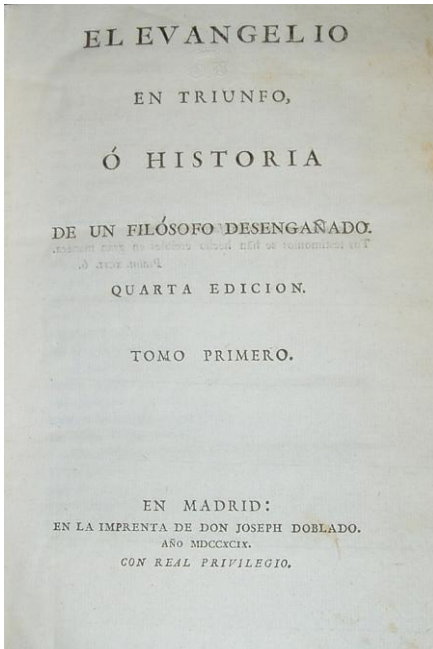 EL EVANGELIO
EN TRIUNFO,
Ó HISTORIA
DE UN FILÓSOFO DESENGAÑADO.
QUARTA EDICION.
TOMO PRIMERO.
EN MADRID:
EN LA IMPRENTA DE DON JOSEPH DOBLADO.
AÑO MDCCXCIX.
CON REAL PRIVILEGIO.